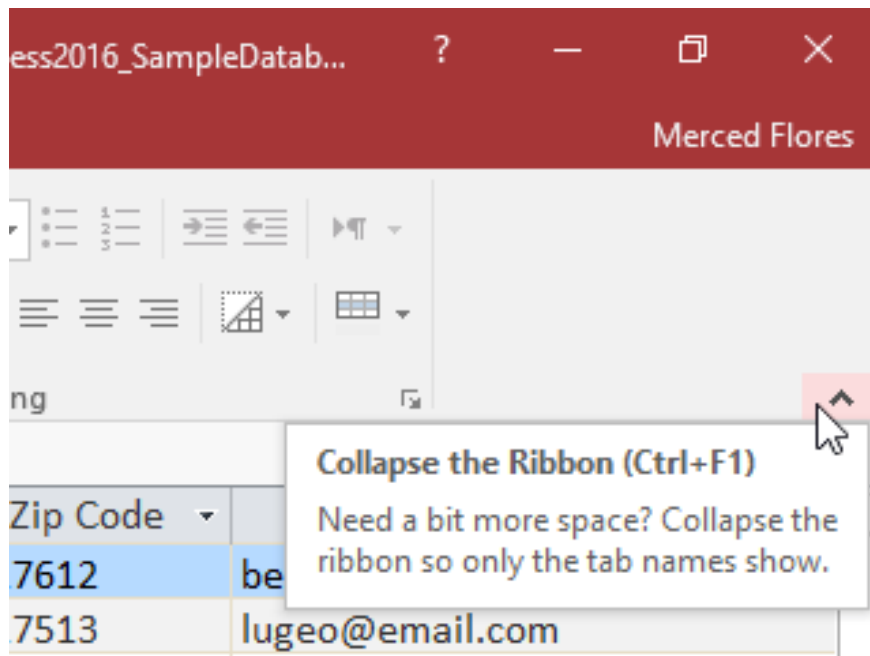 ess2016_SampleDatab... ?
Merced Flores
ng
Collapse the Ribbon (Ctrl+F1)
Need a bit more space? Collapse the
ribbon so only the tab names show.
Zip Code
7612 be
7513 lugeo@email.com